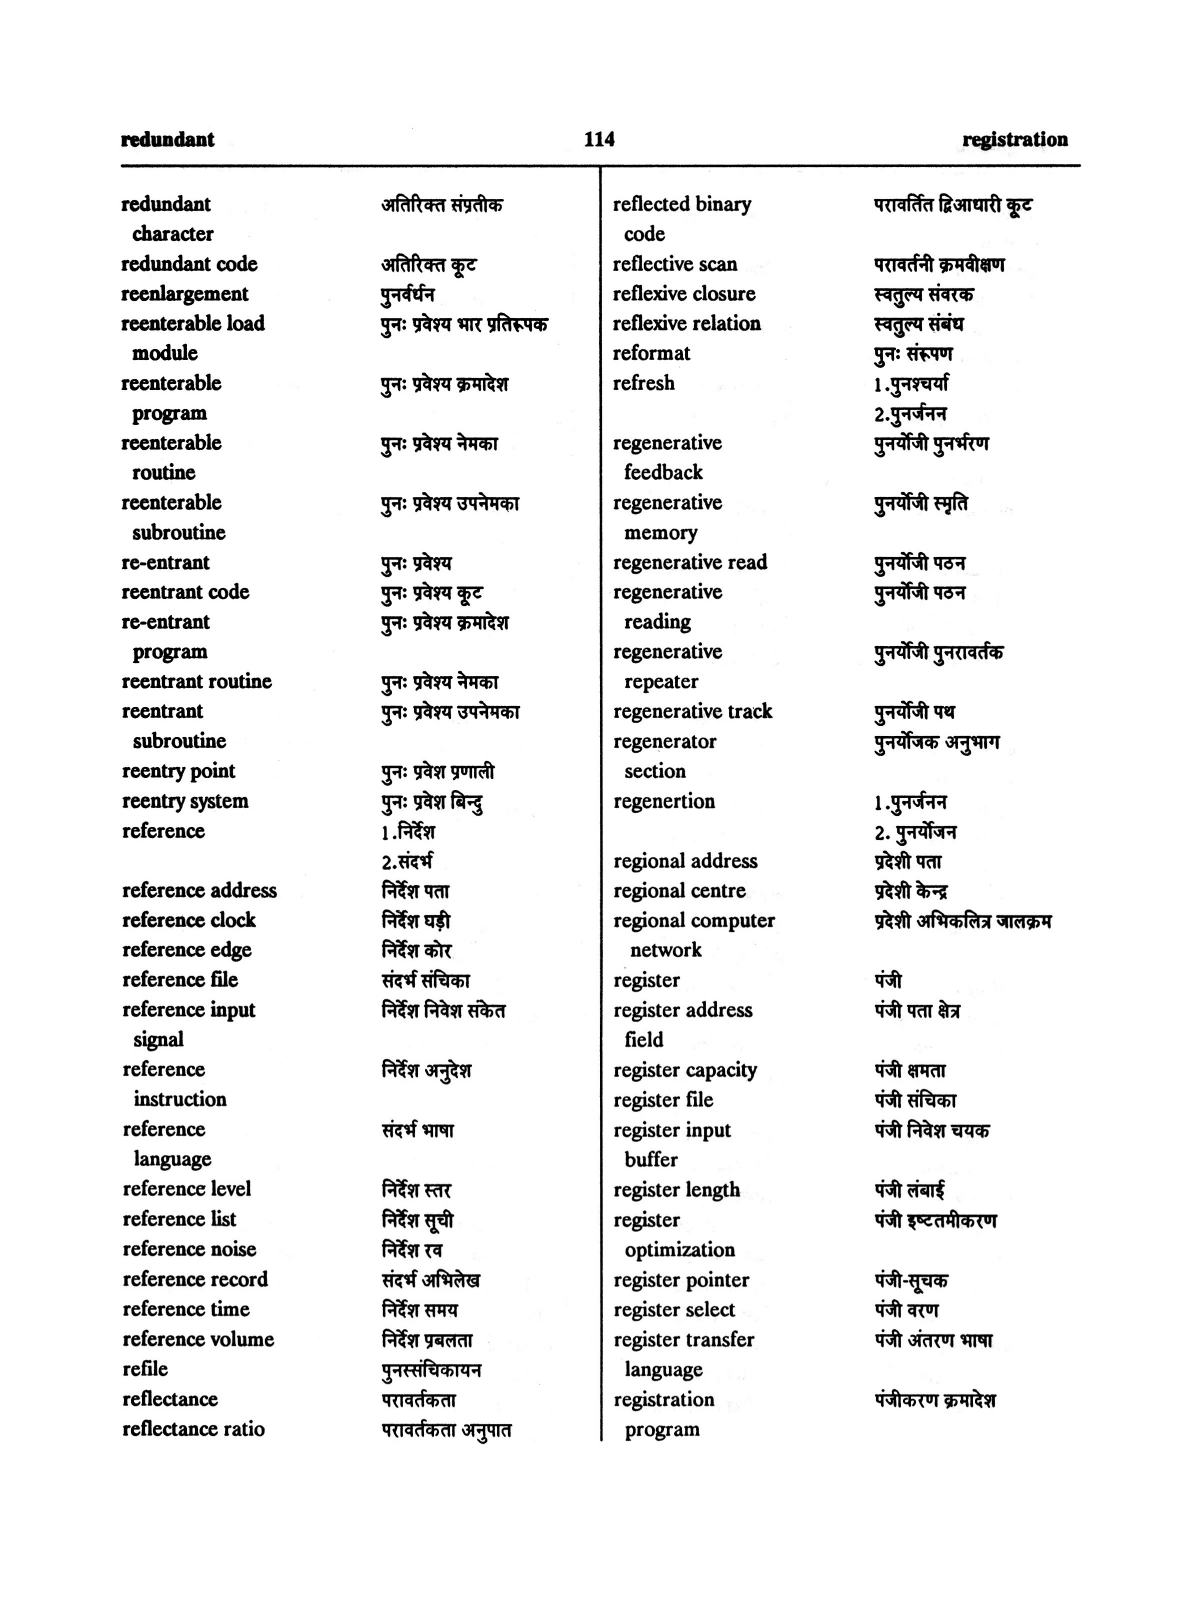 redundant 114 registration
redundant अतिरिक्त संप्रतीक
character
redundant code अतिरिक्त कूट
reenlargement पुनर्वर्धन
reenterable load पुनः प्रवेश्य भार प्रतिरूपक
module
reenterable पुनः प्रवेश्य क्रमादेश
program
reenterable पुनः प्रवेश्य नेमका
routine
reenterable पुनः प्रवेश्य उपनेमका
subroutine
re-entrant पुनः प्रवेश्य
reentrant code पुनः प्रवेश्य कूट
re-entrant पुनः प्रवेश्य क्रमादेश
program
reentrant routine पुनः प्रवेश्य नेमका
reentrant पुनः प्रवेश्य उपनेमका
subroutine
reentry point पुनः प्रवेश प्रणाली
reentry system पुनः प्रवेश बिन्दु
reference 1.निर्देश
2.संदर्भ
reference address निर्देश पता
reference clock निर्देश घड़ी
reference edge निर्देश कोर
reference file संदर्भ संचिका
reference input निर्देश निवेश संकेत
signal
reference निर्देश अनुदेश
instruction
reference संदर्भ भाषा
language
reference level निर्देश स्तर
reference list निर्देश सूची
reference noise निर्देश रव
reference record संदर्भ अभिलेख
reference time निर्देश समय
reference volume निर्देश प्रबलता
refile पुनस्संचिकायन
reflectance परावर्तकता
reflectance ratio परावर्तकता अनुपात
reflected binary परावर्तित द्विआधारी कूट
code
reflective scan परावर्तनी क्रमवीक्षण
reflexive closure स्वतुल्य संवरक
reflexive relation स्वतुल्य संबंध
reformat पुनः संरूपण
refresh 1.पुनश्चर्या
2.पुनर्जनन
regenerative पुनर्योजी पुनर्भरण
feedback
regenerative पुनर्योजी स्मृति
memory
regenerative read पुनर्योजी पठन
regenerative पुनर्योजी पठन
reading
regenerative पुनर्योजी पुनरावर्तक
repeater
regenerative track पुनर्योजी पथ
regenerator पुनर्योजक अनुभाग
section
regenertion 1.पुनर्जनन
2. पुनर्योजन
regional address प्रदेशी पता
regional centre प्रदेशी केन्द्र
regional computer प्रदेशी अभिकलित्र जालक्रम
network
register पंजी
register address पंजी पता क्षेत्र
field
register capacity पंजी क्षमता
register file पंजी संचिका
register input पंजी निवेश चयक
buffer
register length पंजी लंबाई
register पंजी इष्टतमीकरण
optimization
register pointer पंजी-सूचक
register select पंजी वरण
register transfer पंजी अंतरण भाषा
language
registration पंजीकरण क्रमादेश
program